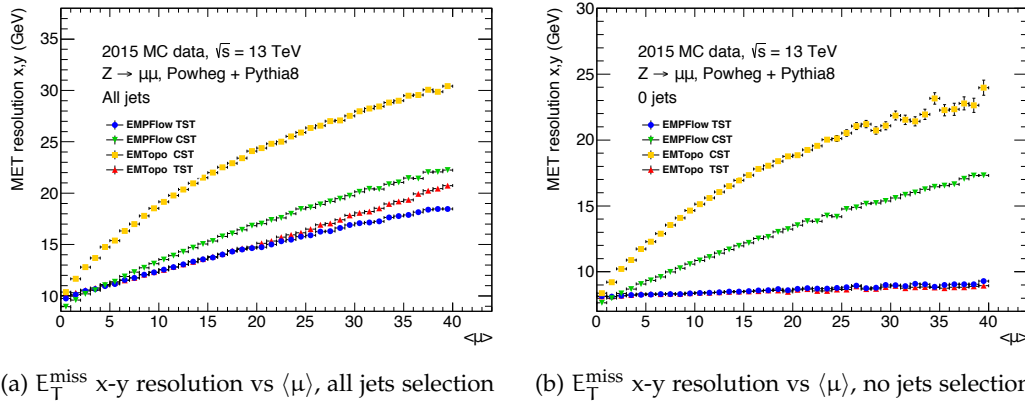 MET resolution x,y (GeV)
35
30
25
20
15
10
2015 MC data, √s = 13 TeV
Z → μμ, Powheg + Pythia8
All jets
EMPFlow TST
EMPFlow CST
EMTopo CST
EMTopo TST
0 5 10 15 20 25 30 35 40
<μ>
MET resolution x,y (GeV)
30
25
20
15
10
2015 MC data, √s = 13 TeV
Z → μμ, Powheg + Pythia8
0 jets
EMPFlow TST
EMPFlow CST
EMTopo CST
EMTopo TST
0 5 10 15 20 25 30 35 40
<μ>
(a) E_T^miss x-y resolution vs ⟨μ⟩, all jets selection
(b) E_T^miss x-y resolution vs ⟨μ⟩, no jets selection